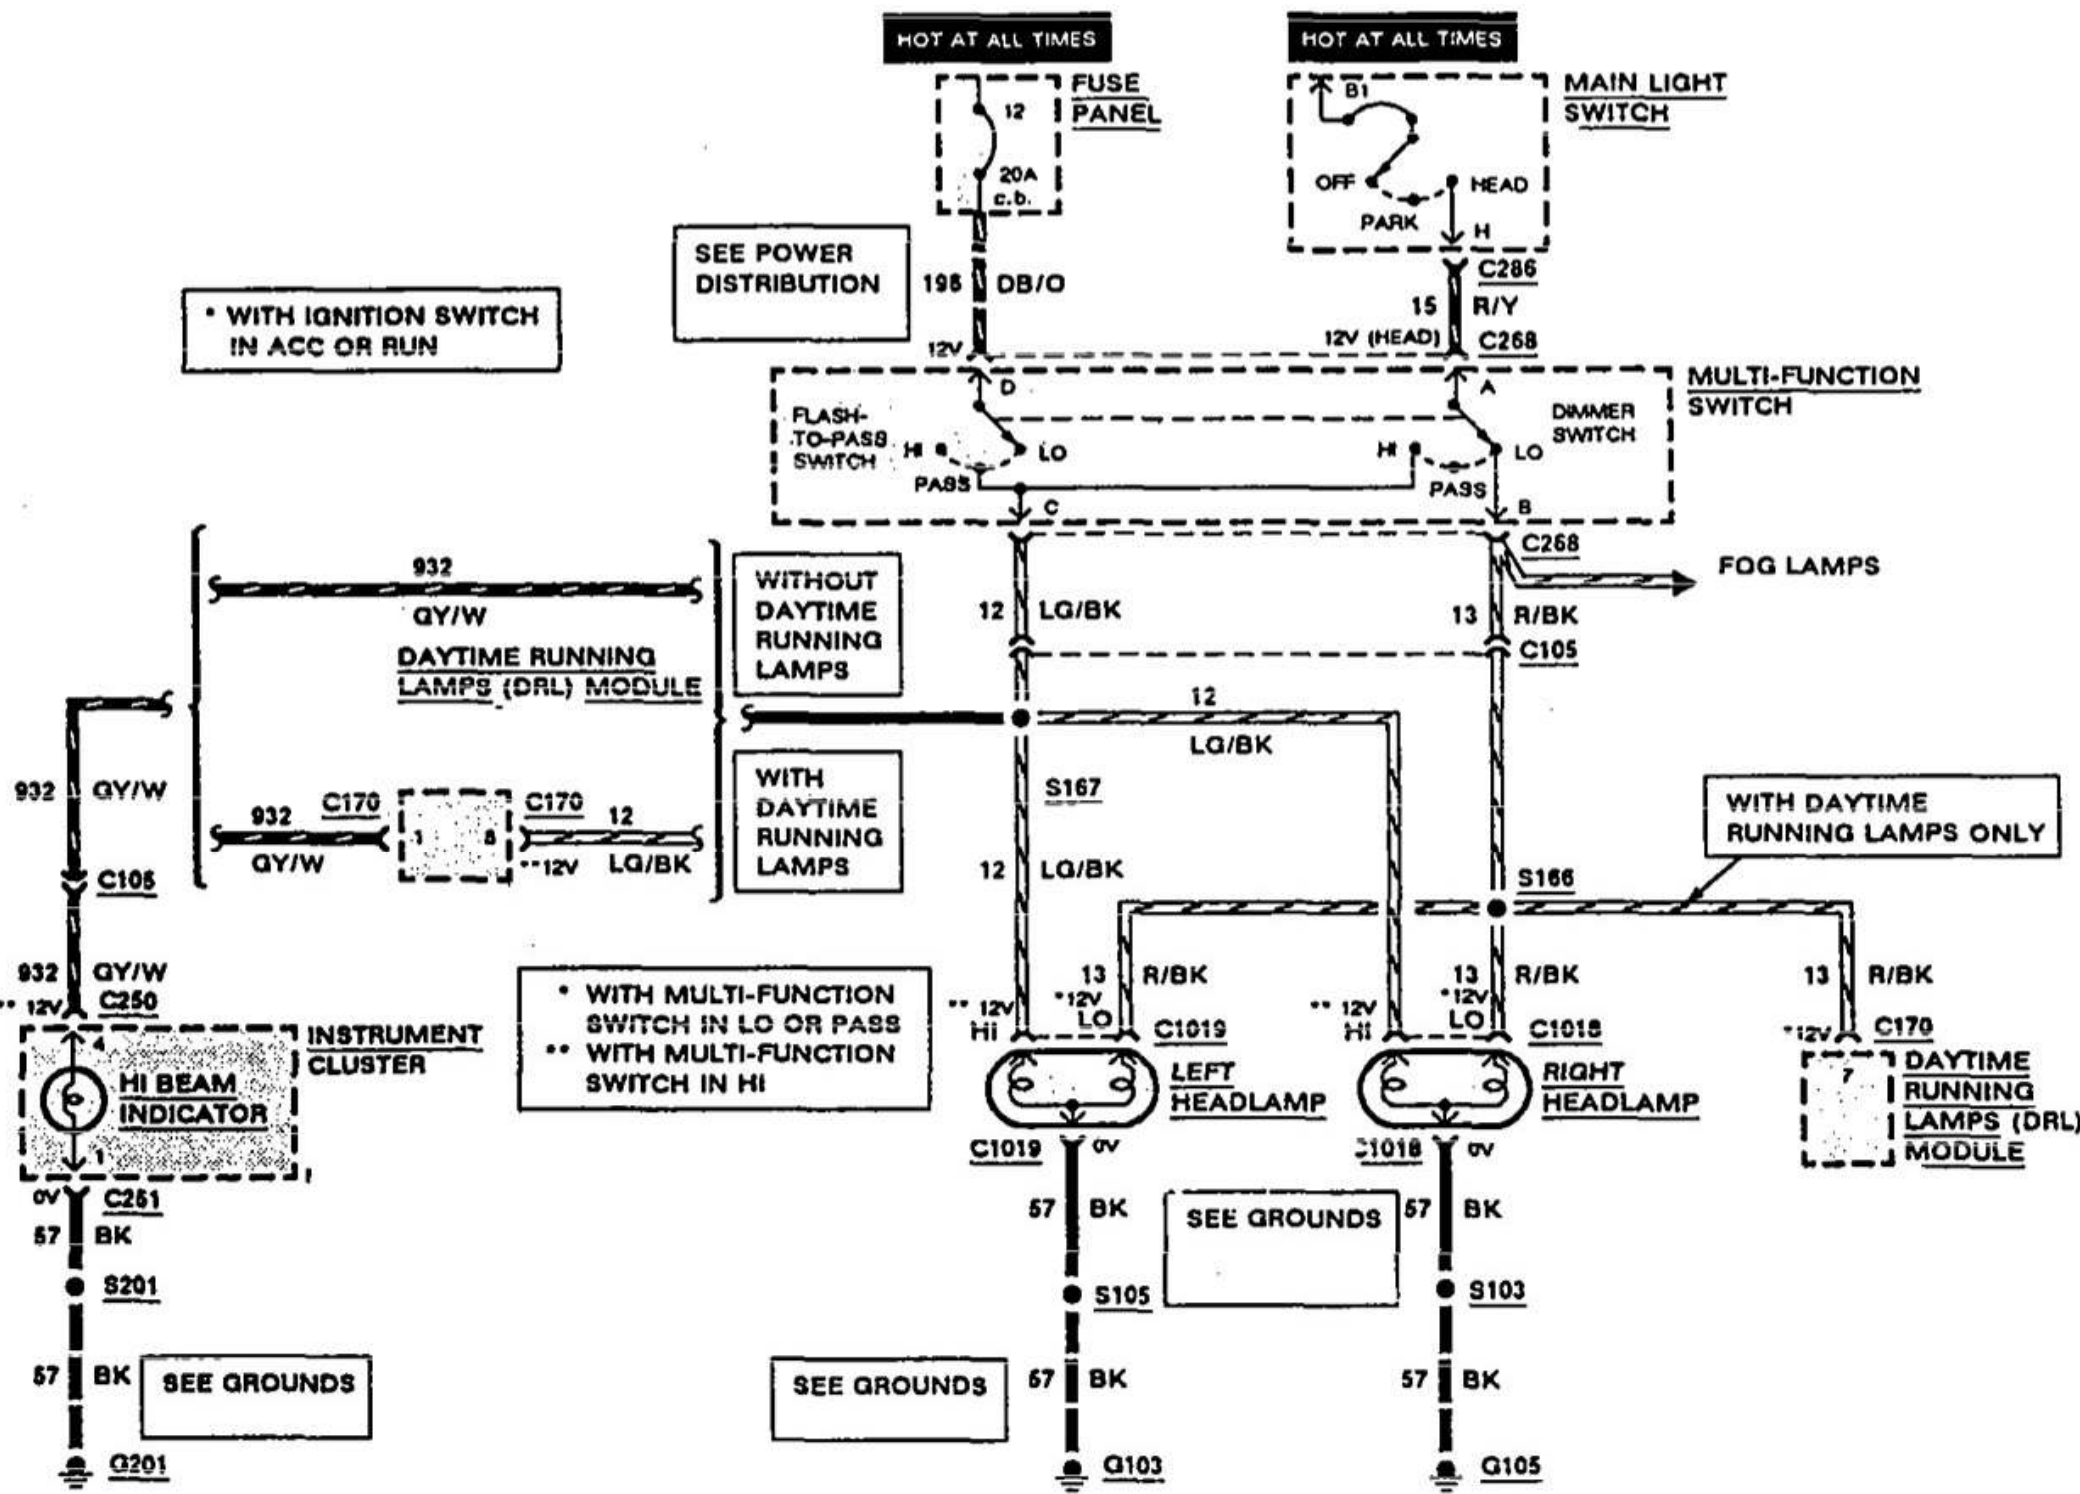 HOT AT ALL TIMES
HOT AT ALL TIMES
FUSE
PANEL
12
20A
c.b.
B1
MAIN LIGHT
SWITCH
OFF
HEAD
PARK
H
C286
SEE POWER
DISTRIBUTION
DB/O
15
R/Y
* WITH IGNITION SWITCH
IN ACC OR RUN
12V
12V (HEAD)
C268
D
A
MULTI-FUNCTION
SWITCH
FLASH-
TO-PASS
SWITCH
HI
LO
PASS
C
HI
LO
PASS
B
DIMMER
SWITCH
C268
FOG LAMPS
932
GY/W
DAYTIME RUNNING
LAMPS (DRL) MODULE
WITHOUT
DAYTIME
RUNNING
LAMPS
12
LG/BK
13
R/BK
C105
12
LG/BK
S167
932
GY/W
932
GY/W
C170
1
8
C170
**12V
12
LG/BK
WITH
DAYTIME
RUNNING
LAMPS
WITH DAYTIME
RUNNING LAMPS ONLY
C105
12
LG/BK
S166
932
GY/W
** 12V
C250
* WITH MULTI-FUNCTION
SWITCH IN LO OR PASS
** WITH MULTI-FUNCTION
SWITCH IN HI
13
R/BK
13
R/BK
13
R/BK
** 12V
HI
*12V
LO
C1019
** 12V
HI
*12V
LO
C1018
*12V
C170
INSTRUMENT
CLUSTER
4
HI BEAM
INDICATOR
1
LEFT
HEADLAMP
RIGHT
HEADLAMP
7
DAYTIME
RUNNING
LAMPS (DRL)
MODULE
C1019
0V
C1018
0V
0V
C251
57
BK
57
BK
SEE GROUNDS
57
BK
S201
S105
S103
57
BK
SEE GROUNDS
SEE GROUNDS
57
BK
57
BK
G201
G103
G105